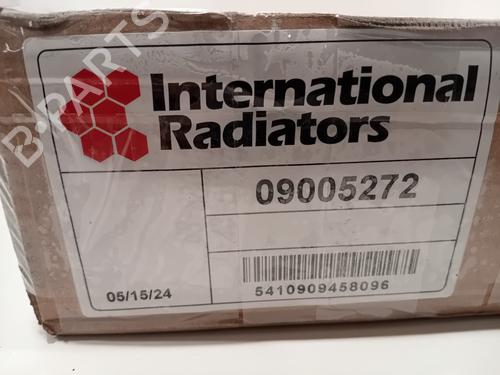 International
Radiators
09005272
05/15/24
5410909458096
B-PARTS